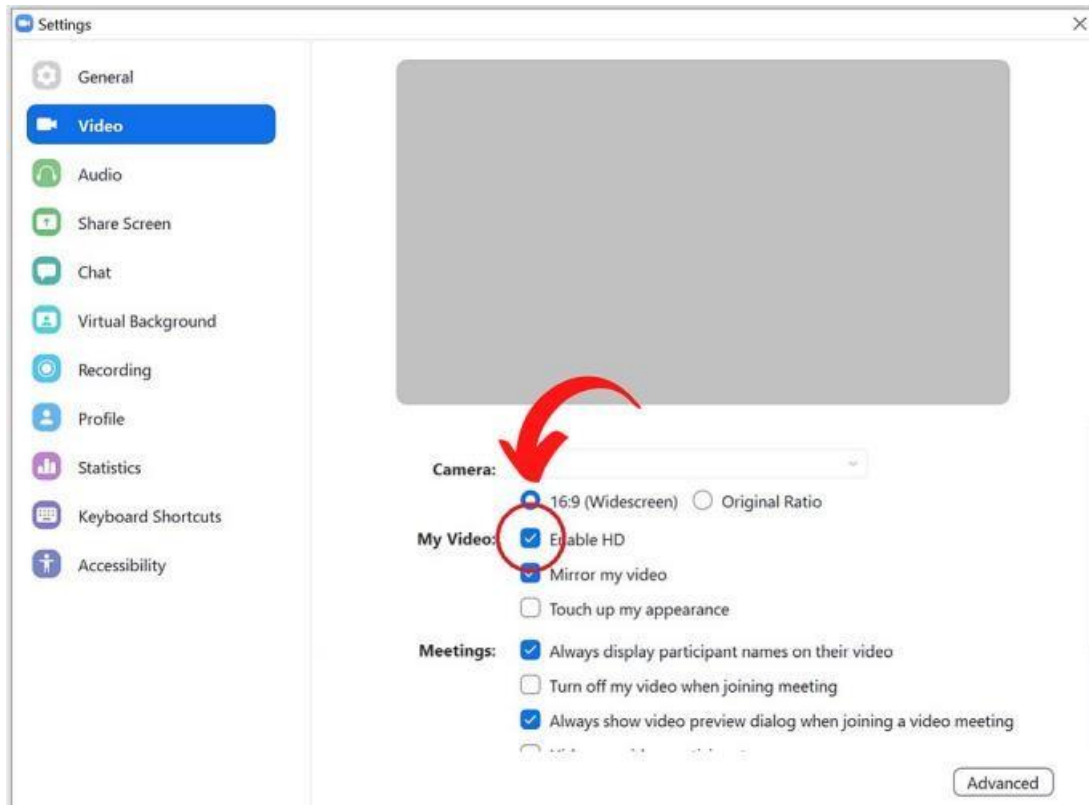 Settings
General
Video
Audio
Share Screen
Chat
Virtual Background
Recording
Profile
Statistics
Keyboard Shortcuts
Accessibility
Camera:
16:9 (Widescreen) Original Ratio
My Video: Enable HD
Mirror my video
Touch up my appearance
Meetings: Always display participant names on their video
Turn off my video when joining meeting
Always show video preview dialog when joining a video meeting
Advanced